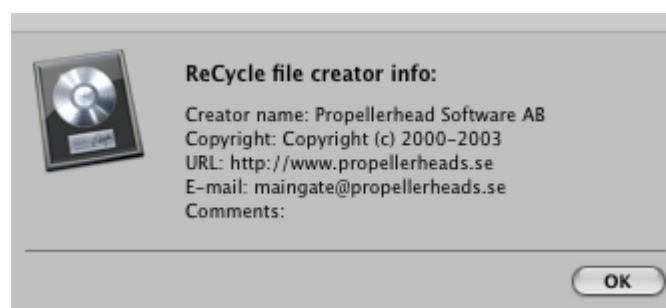 ReCycle file creator info:
Creator name: Propellerhead Software AB
Copyright: Copyright (c) 2000–2003
URL: http://www.propellerheads.se
E-mail: maingate@propellerheads.se
Comments:
OK